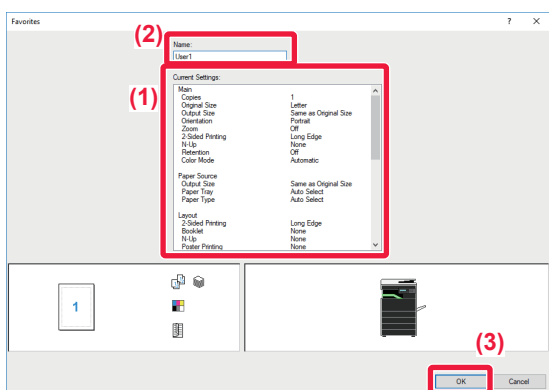 Favorites ? ×
(2)
Name:
User1
(1)
Current Settings:
Main
Copies 1
Original Size Letter
Output Size Same as Original Size
Orientation Portrait
Zoom Off
2-Sided Printing Long Edge
N-Up None
Retention Off
Color Mode Automatic
Paper Source
Output Size Same as Original Size
Paper Tray Auto Select
Paper Type Auto Select
Layout
2-Sided Printing Long Edge
Booklet None
N-Up None
Poster Printing None
1
(3)
OK Cancel